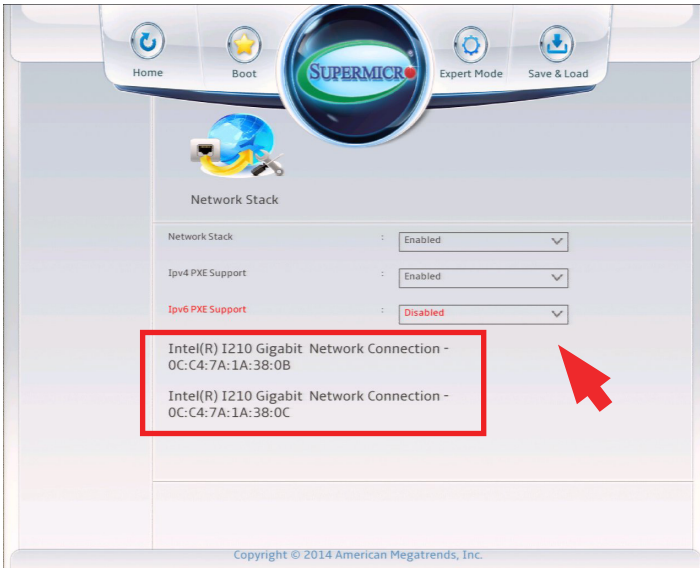 Home
Boot
SUPERMICRO
Expert Mode
Save & Load
Network Stack
Network Stack : Enabled
Ipv4 PXE Support : Enabled
Ipv6 PXE Support : Disabled
Intel(R) I210 Gigabit Network Connection -
0C:C4:7A:1A:38:0B
Intel(R) I210 Gigabit Network Connection -
0C:C4:7A:1A:38:0C
Copyright © 2014 American Megatrends, Inc.